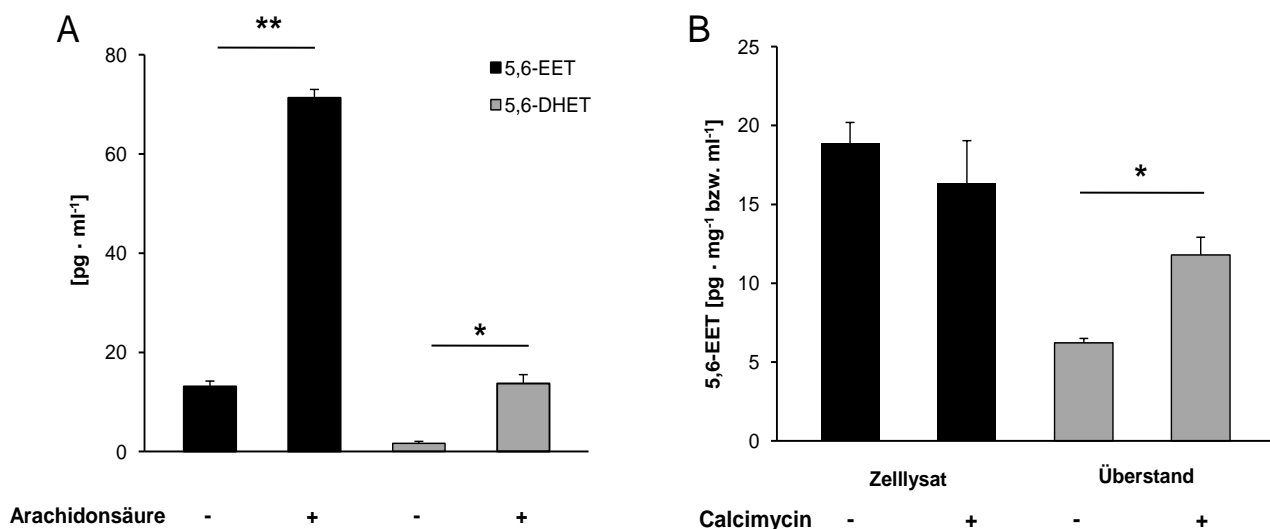 A
**
80
60
40
20
0
[pg · ml-1]
5,6-EET
5,6-DHET
*
Arachidonsäure - + - +
B
25
20
15
10
5
0
5,6-EET [pg · mg-1 bzw. ml-1]
*
Zelllysat Überstand
Calcimycin - + - +